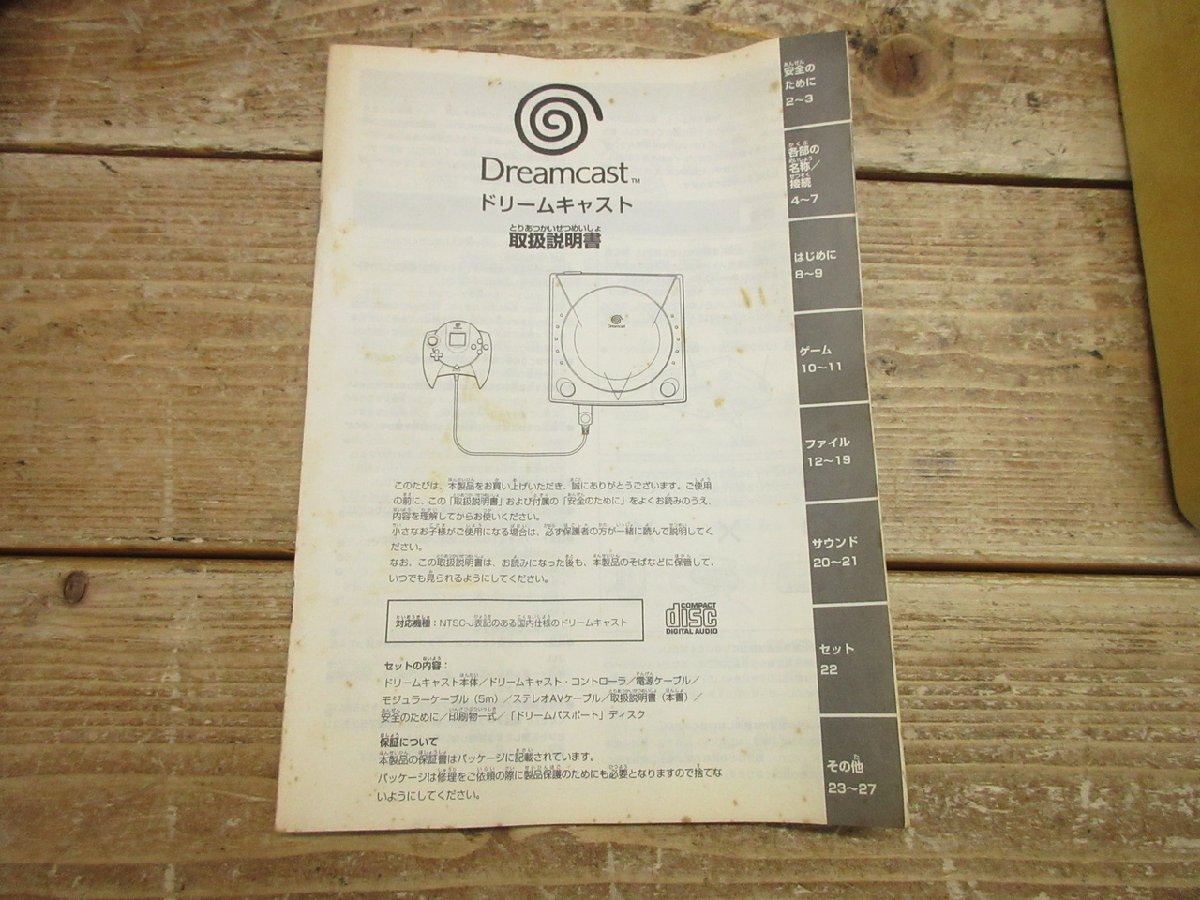 Dreamcast™
ドリームキャスト
とりあつかいせつめいしょ
取扱説明書
Dreamcast
このたびは、本製品をお買い上げいただき、誠にありがとうございます。ご使用
の前に、この「取扱説明書」および付属の「安全のために」をよくお読みのうえ、
内容を理解してからお使いください。
小さなお子様がご使用になる場合は、必ず保護者の方が一緒に読んで説明してく
ださい。
なお、この取扱説明書は、お読みになった後も、本製品のそばなどに保管して、
いつでも見られるようにしてください。
対応機種：NTSC-J表記のある国内仕様のドリームキャスト
COMPACT
disc
DIGITAL AUDIO
セットの内容：
ドリームキャスト本体／ドリームキャスト・コントローラ／電源ケーブル／
モジュラーケーブル（5m）／ステレオAVケーブル／取扱説明書（本書）／
安全のために／印刷物一式／「ドリームパスポート」ディスク
保証について
本製品の保証書はパッケージに記載されています。
パッケージは修理をご依頼の際に製品保護のためにも必要となりますので捨てな
いようにしてください。
安全の
ために
2〜3
各部の
名称／
接続
4〜7
はじめに
8〜9
ゲーム
10〜11
ファイル
12〜19
サウンド
20〜21
セット
22
その他
23〜27